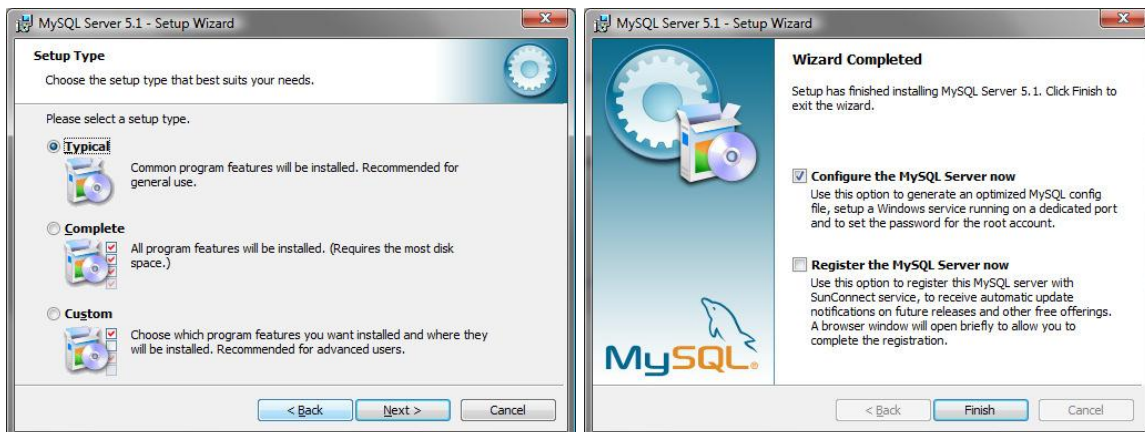 MySQL Server 5.1 - Setup Wizard
Setup Type
Choose the setup type that best suits your needs.
Please select a setup type.
Typical
Common program features will be installed. Recommended for
general use.
Complete
All program features will be installed. (Requires the most disk
space.)
Custom
Choose which program features you want installed and where they
will be installed. Recommended for advanced users.
< Back
Next >
Cancel
MySQL Server 5.1 - Setup Wizard
Wizard Completed
Setup has finished installing MySQL Server 5.1. Click Finish to
exit the wizard.
Configure the MySQL Server now
Use this option to generate an optimized MySQL config
file, setup a Windows service running on a dedicated port
and to set the password for the root account.
Register the MySQL Server now
Use this option to register this MySQL server with
SunConnect service, to receive automatic update
notifications on future releases and other free offerings.
A browser window will open briefly to allow you to
complete the registration.
MySQL®
< Back
Finish
Cancel